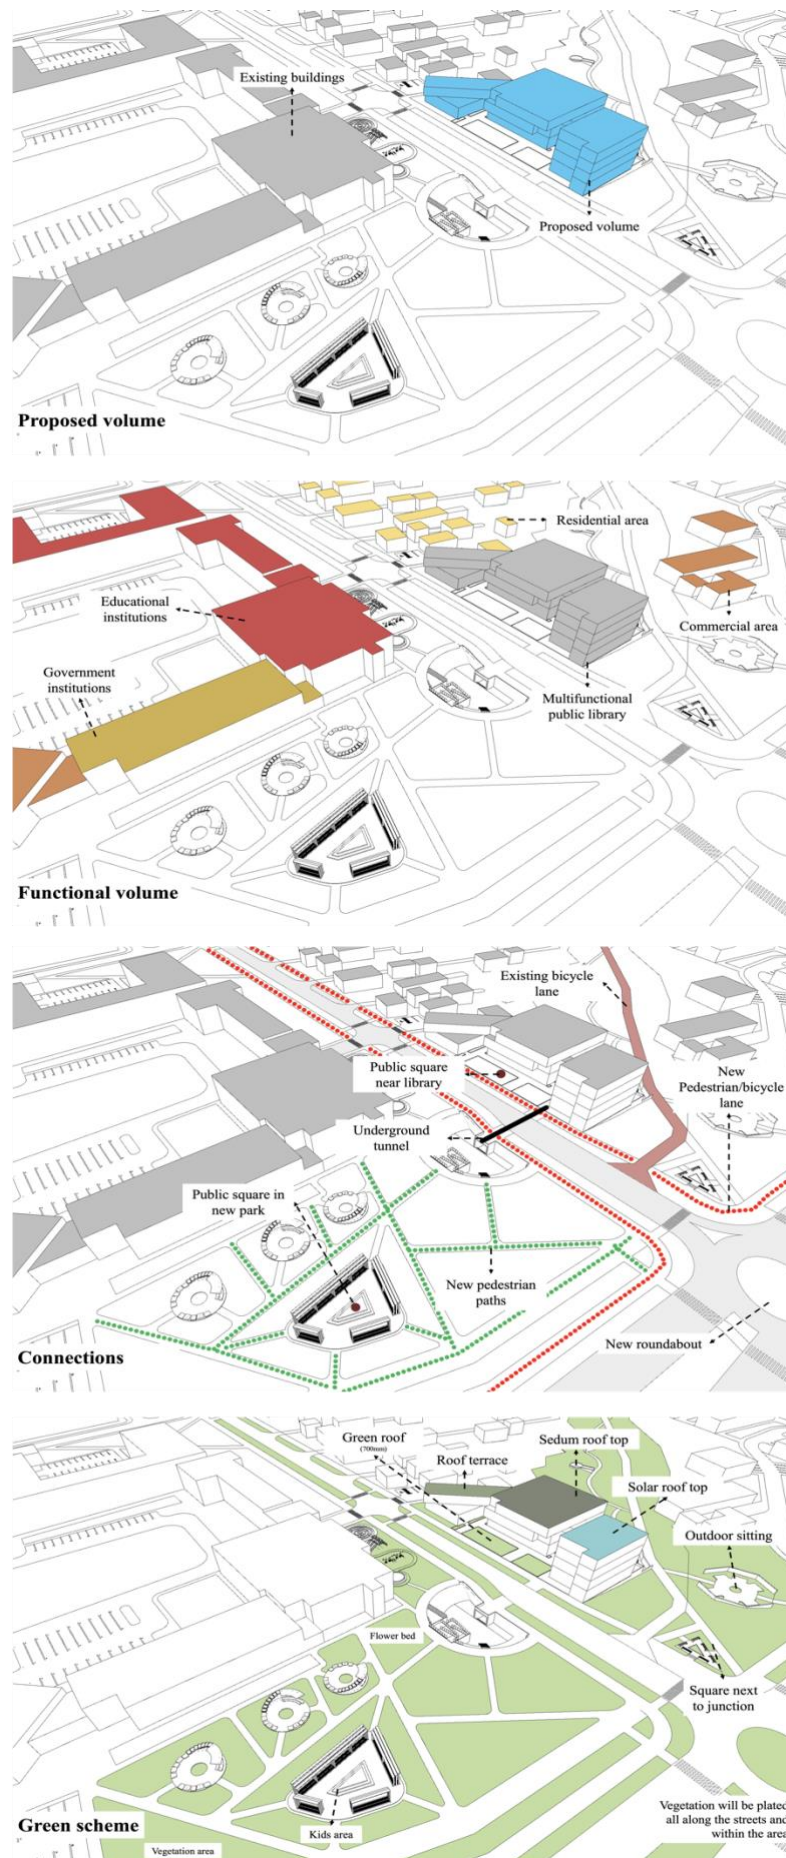 Existing buildings
Proposed volume
Proposed volume
Residential area
Educational
institutions
Commercial area
Government
institutions
Multifunctional
public library
Functional volume
Existing bicycle
lane
Public square
near library
New
Pedestrian/bicycle
lane
Underground
tunnel
Public square in
new park
New pedestrian
paths
New roundabout
Connections
Green roof
(700mm)
Sedum roof top
Roof terrace
Solar roof top
Outdoor sitting
Flower bed
Square next
to junction
Vegetation will be plated
all along the streets and
within the area
Green scheme
Kids area
Vegetation area